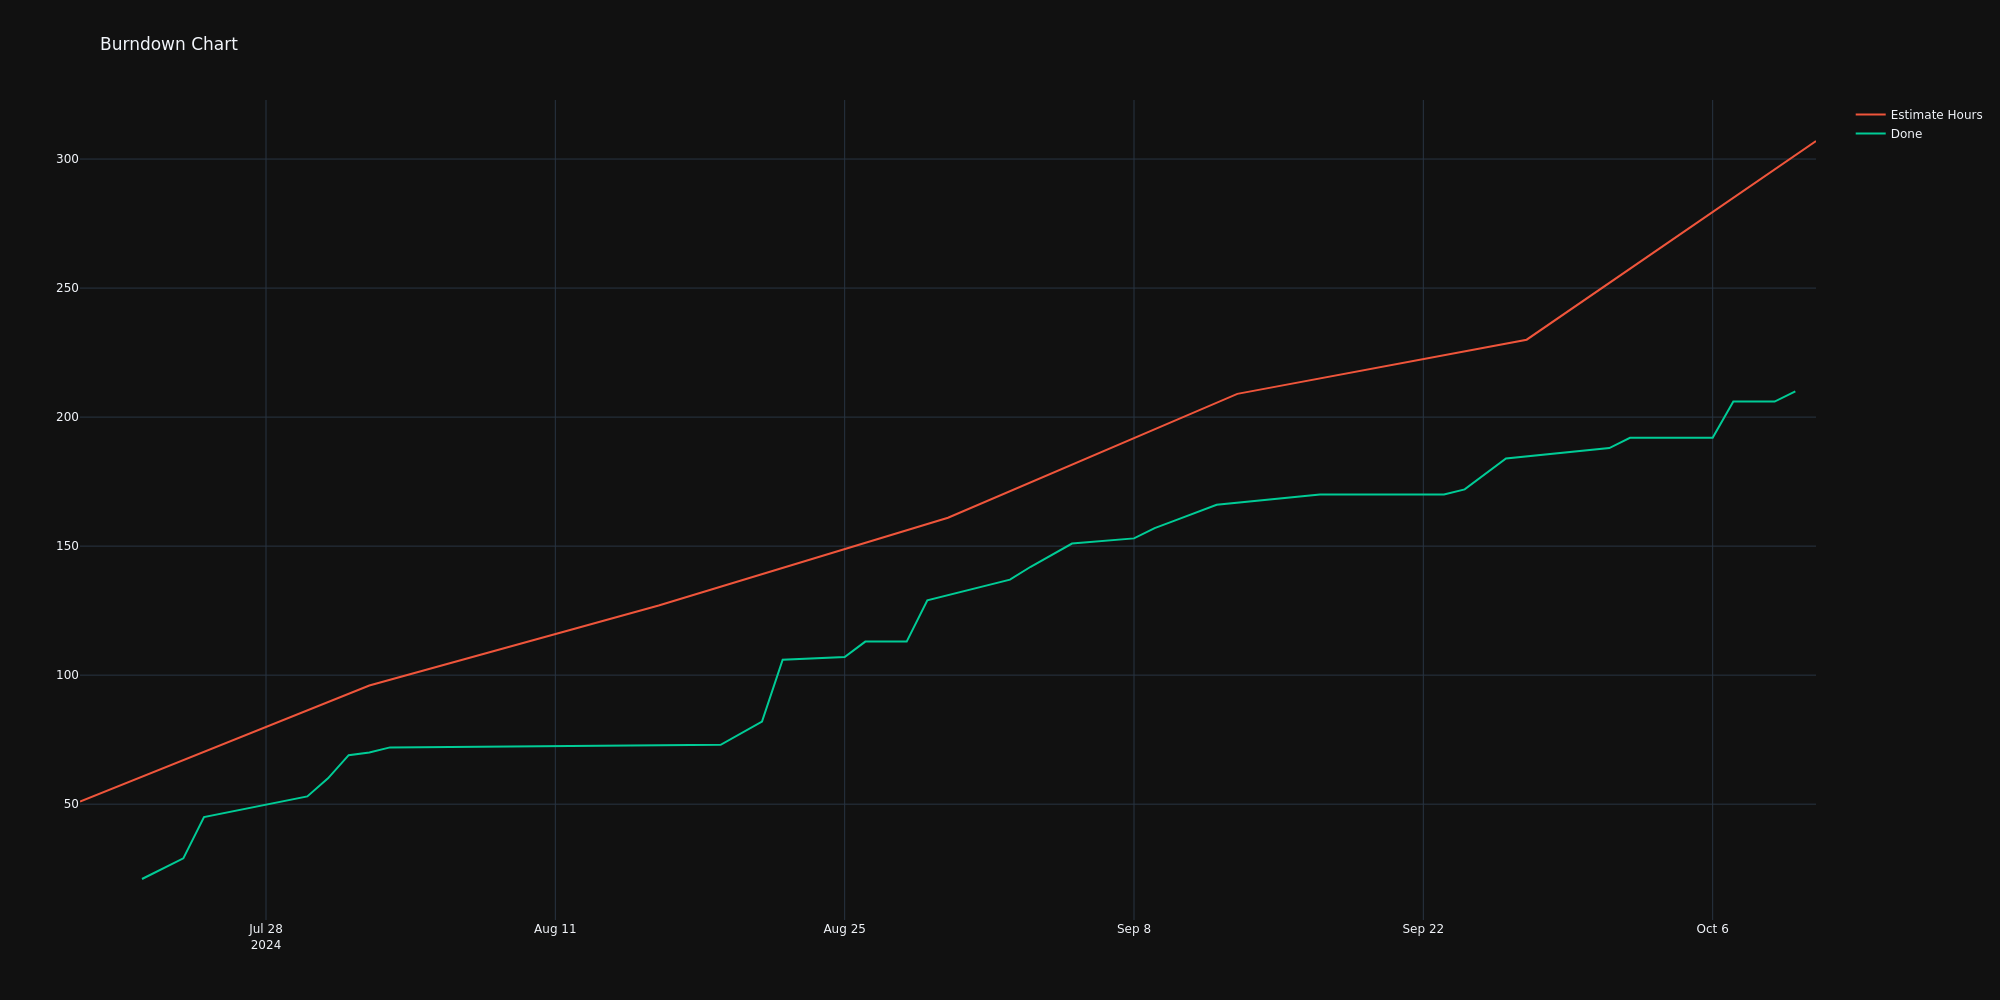 Burndown Chart
Estimate Hours
Done
300
250
200
150
100
50
Jul 28
2024
Aug 11
Aug 25
Sep 8
Sep 22
Oct 6